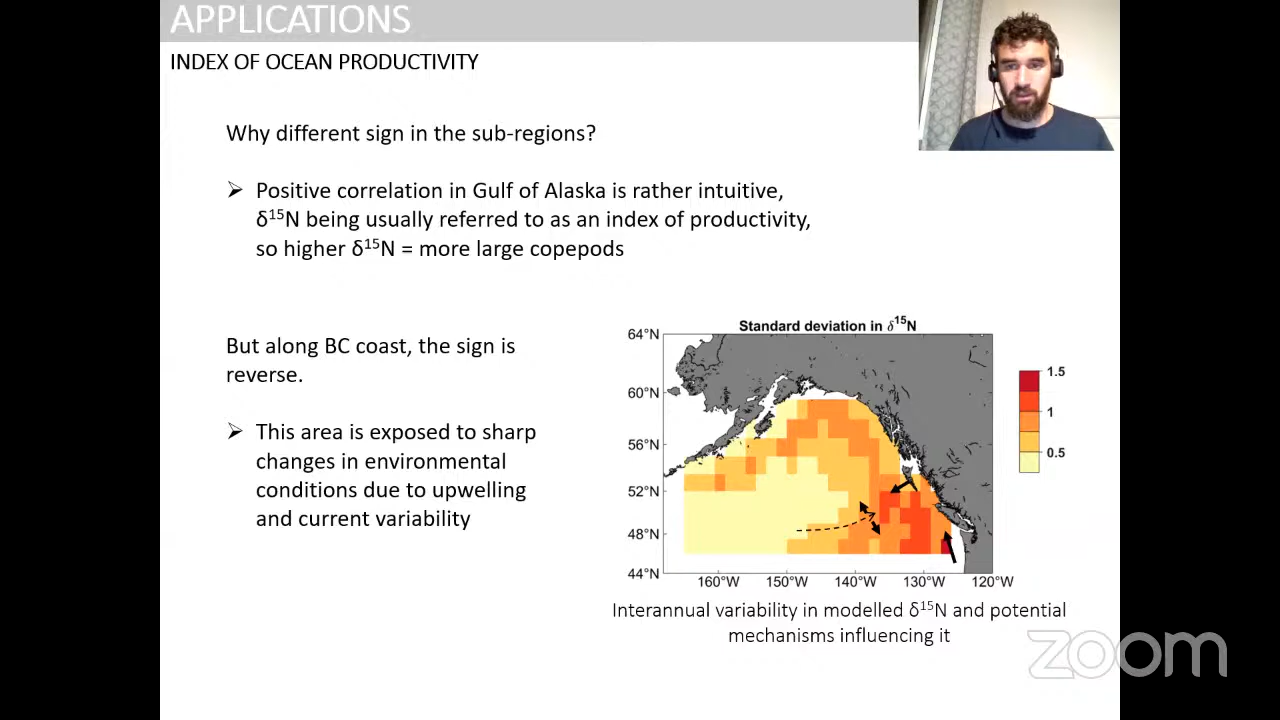 APPLICATIONS
INDEX OF OCEAN PRODUCTIVITY
Why different sign in the sub-regions?
Positive correlation in Gulf of Alaska is rather intuitive,
δ¹⁵N being usually referred to as an index of productivity,
so higher δ¹⁵N = more large copepods
But along BC coast, the sign is
reverse.
This area is exposed to sharp
changes in environmental
conditions due to upwelling
and current variability
Standard deviation in δ¹⁵N
64°N
60°N
56°N
52°N
48°N
44°N
160°W 150°W 140°W 130°W 120°W
1.5
1
0.5
Interannual variability in modelled δ¹⁵N and potential
mechanisms influencing it
zoom